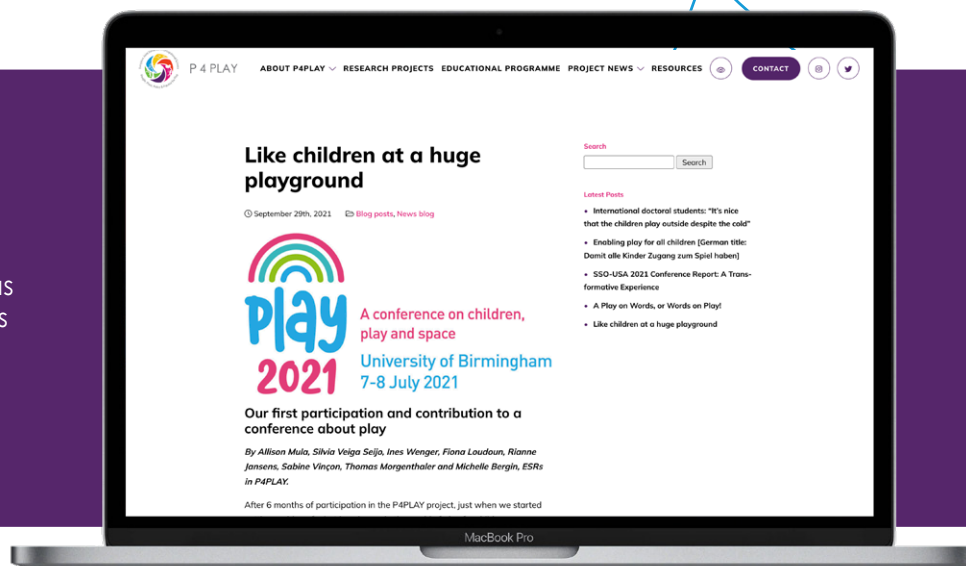 P 4 PLAY
ABOUT P4PLAY
RESEARCH PROJECTS
EDUCATIONAL PROGRAMME
PROJECT NEWS
RESOURCES
CONTACT
Like children at a huge
playground
September 29th, 2021
Blog posts, News blog
play
2021
A conference on children,
play and space
University of Birmingham
7-8 July 2021
Our first participation and contribution to a
conference about play
By Allison Mula, Silvia Veiga Seijo, Ines Wenger, Fiona Loudoun, Rianne
Jansens, Sabine Vinçon, Thomas Morgenthaler and Michelle Bergin, ESRs
in P4PLAY.
After 6 months of participation in the P4PLAY project, just when we started
Search
Search
Latest Posts
• International doctoral students: “It’s nice
that the children play outside despite the cold”
• Enabling play for all children [German title:
Damit alle Kinder Zugang zum Spiel haben]
• SSO-USA 2021 Conference Report: A Trans-
formative Experience
• A Play on Words, or Words on Play!
• Like children at a huge playground
MacBook Pro